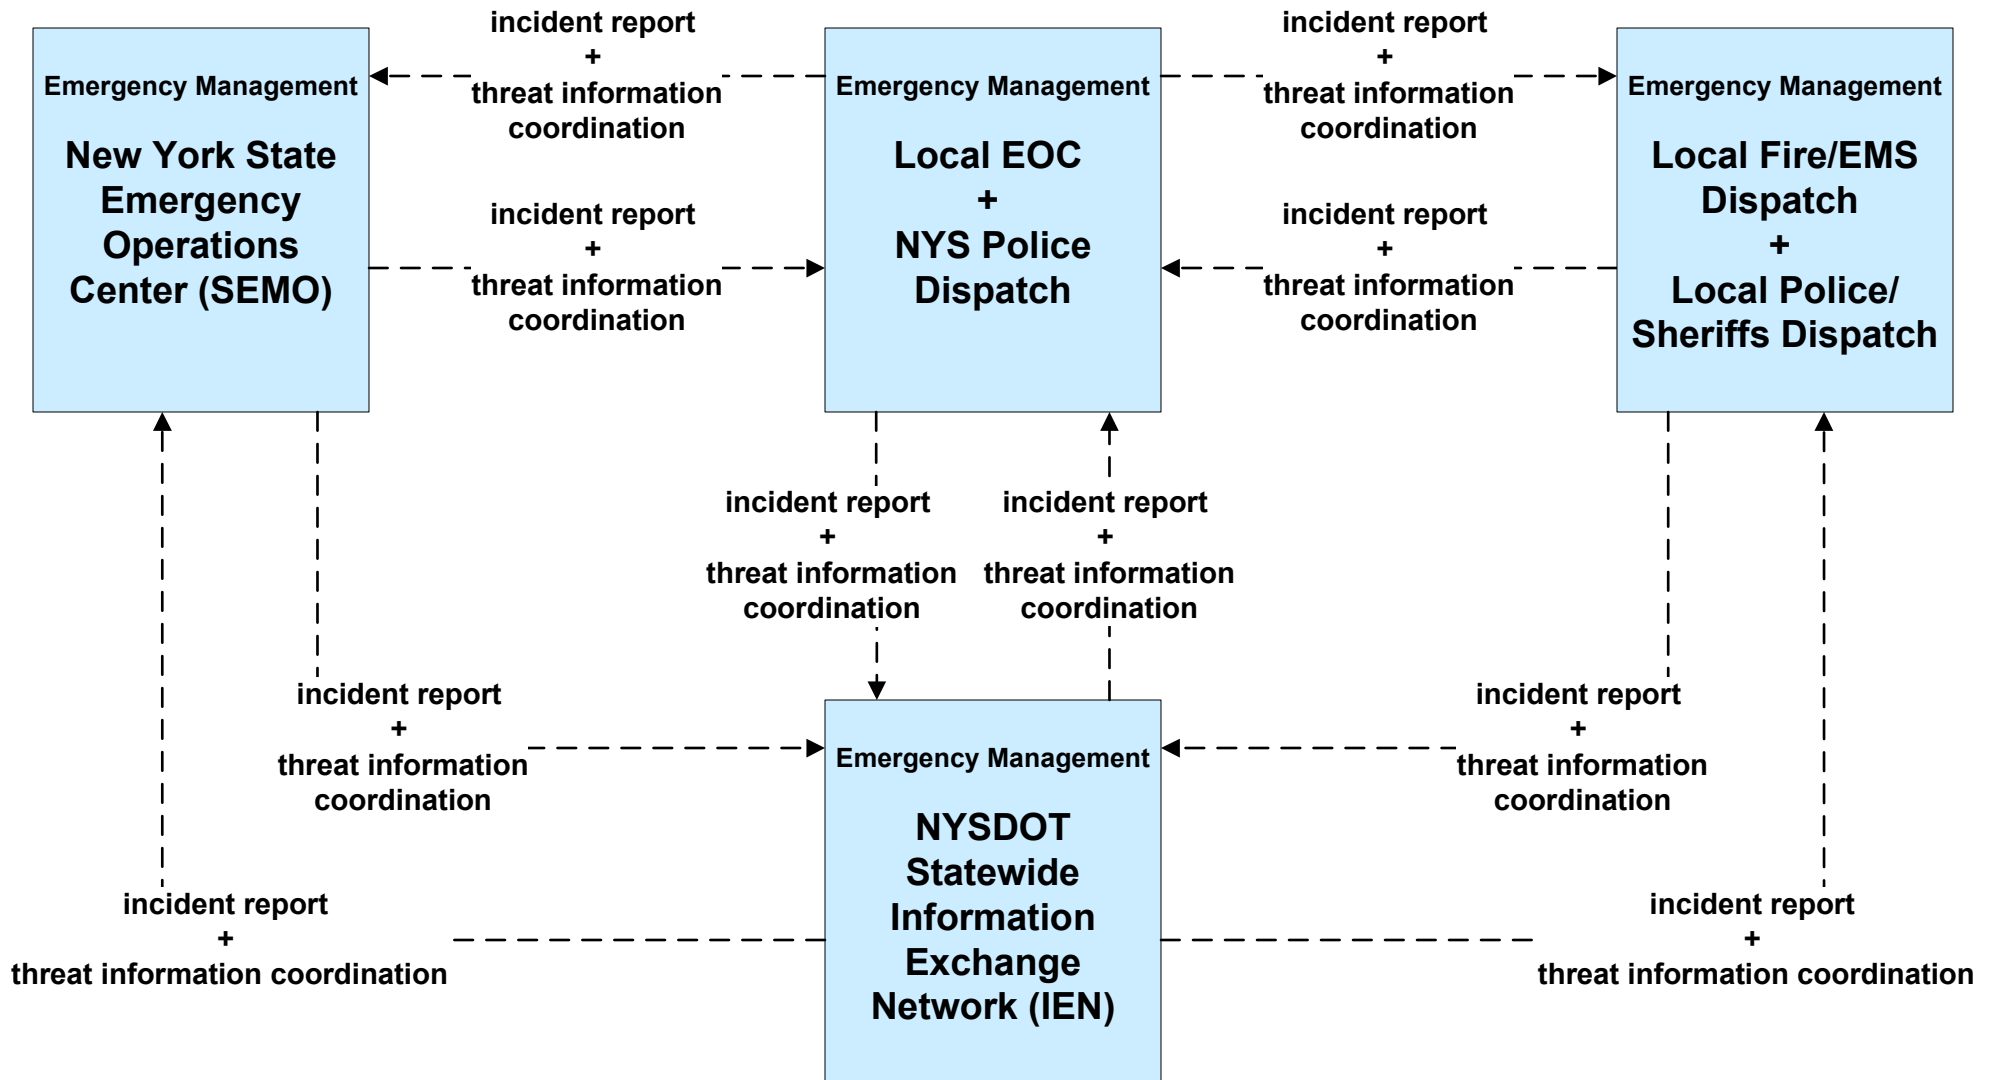 incident report
+
threat information
coordination
incident report
+
threat information
coordination
Emergency Management
New York State
Emergency
Operations
Center (SEMO)
Emergency Management
Local EOC
+
NYS Police
Dispatch
Emergency Management
Local Fire/EMS
Dispatch
+
Local Police/
Sheriffs Dispatch
incident report
+
threat information
coordination
incident report
+
threat information
coordination
incident report
+
threat information
coordination
incident report
+
threat information
coordination
incident report
+
threat information
coordination
incident report
+
threat information
coordination
Emergency Management
NYSDOT
Statewide
Information
Exchange
Network (IEN)
incident report
+
threat information coordination
incident report
+
threat information coordination